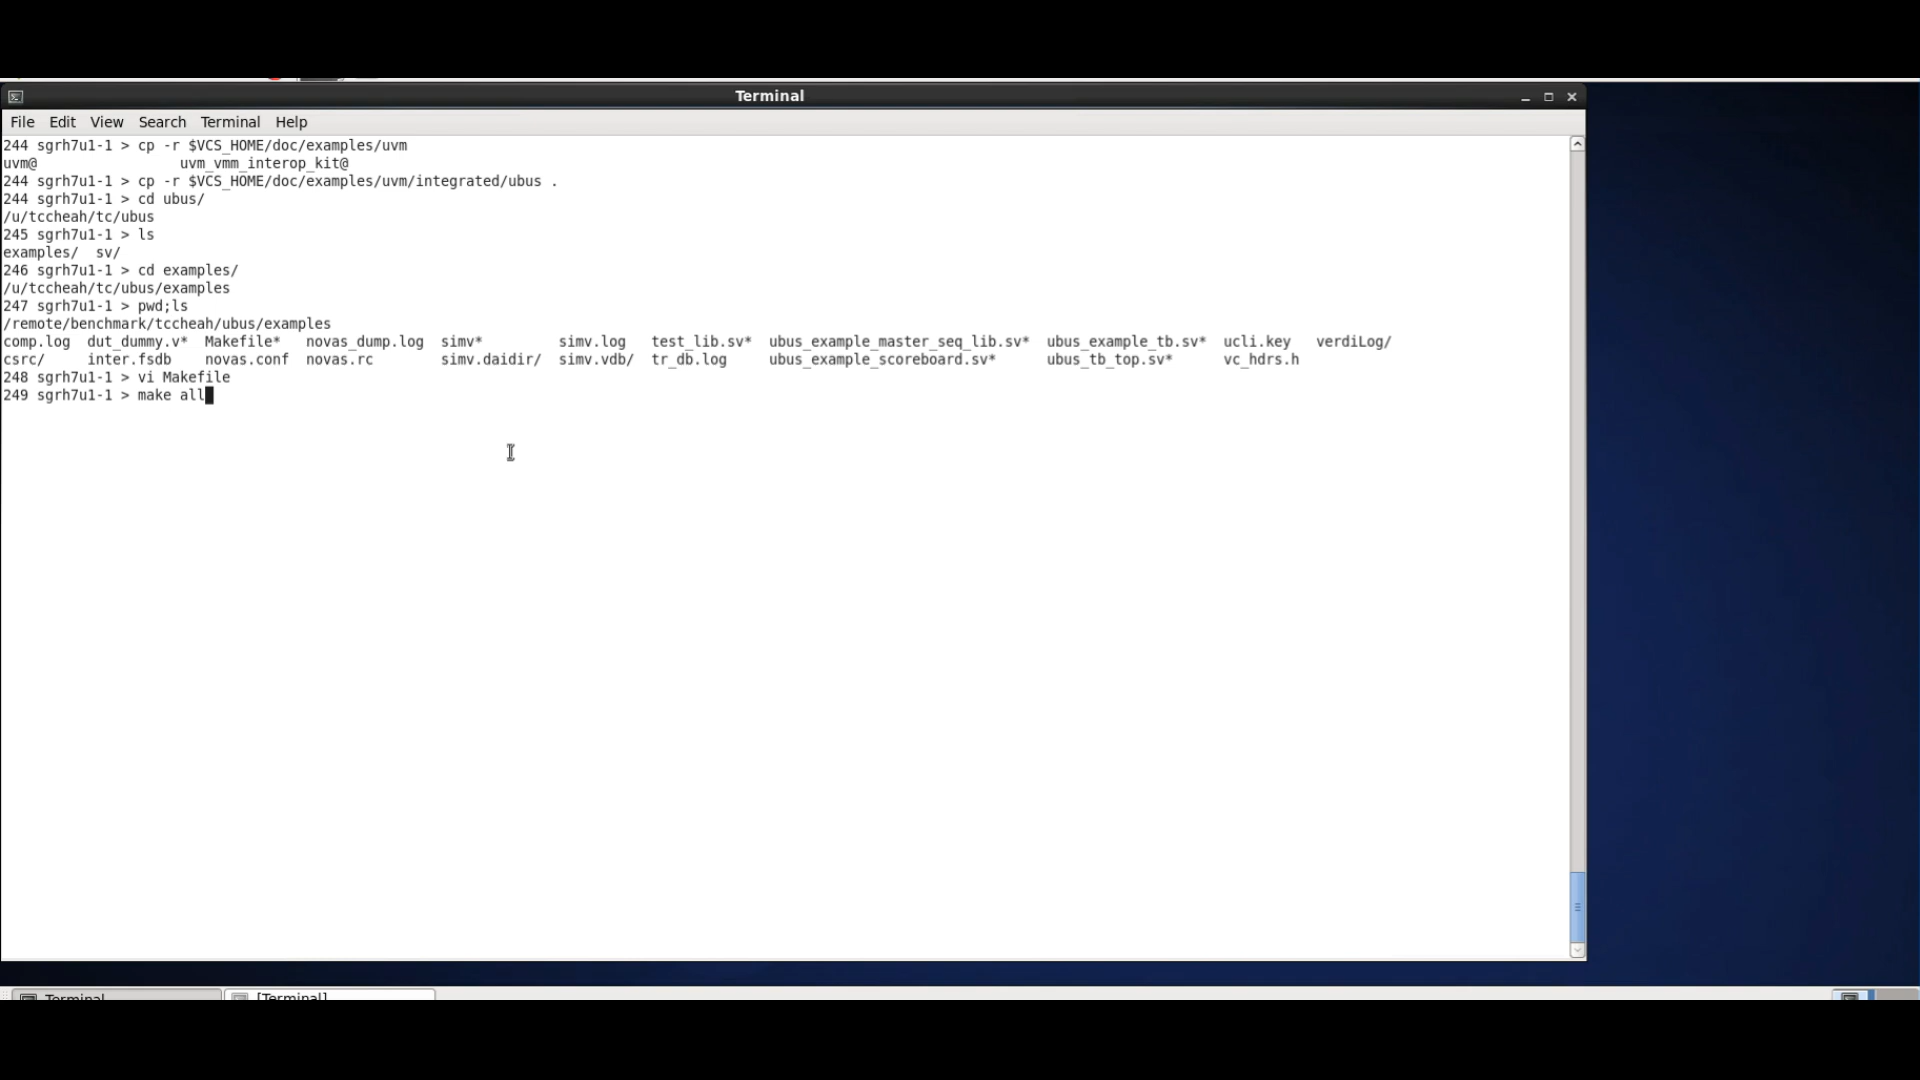 Terminal
File Edit View Search Terminal Help
244 sgrh7u1-1 > cp -r $VCS_HOME/doc/examples/uvm
uvm@ uvm_vmm_interop_kit@
244 sgrh7u1-1 > cp -r $VCS_HOME/doc/examples/uvm/integrated/ubus .
244 sgrh7u1-1 > cd ubus/
/u/tccheah/tc/ubus
245 sgrh7u1-1 > ls
examples/ sv/
246 sgrh7u1-1 > cd examples/
/u/tccheah/tc/ubus/examples
247 sgrh7u1-1 > pwd;ls
/remote/benchmark/tccheah/ubus/examples
comp.log dut_dummy.v* Makefile* novas_dump.log simv* simv.log test_lib.sv* ubus_example_master_seq_lib.sv* ubus_example_tb.sv* ucli.key verdiLog/
csrc/ inter.fsdb novas.conf novas.rc simv.daidir/ simv.vdb/ tr_db.log ubus_example_scoreboard.sv* ubus_tb_top.sv* vc_hdrs.h
248 sgrh7u1-1 > vi Makefile
249 sgrh7u1-1 > make all
Terminal [Terminal]